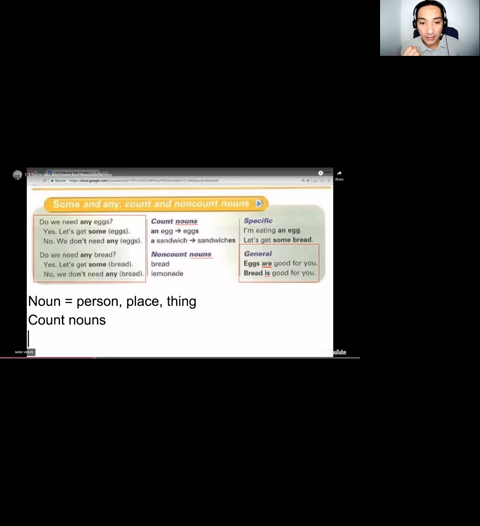 Some and any; count and noncount nouns
Do we need any eggs?
Yes. Let's get some (eggs).
No. We don't need any (eggs).
Do we need any bread?
Yes. Let's get some (bread).
No, we don't need any (bread).
Count nouns
an egg → eggs
a sandwich → sandwiches
Noncount nouns
bread
lemonade
Specific
I'm eating an egg.
Let's get some bread.
General
Eggs are good for you.
Bread is good for you.
Noun = person, place, thing
Count nouns